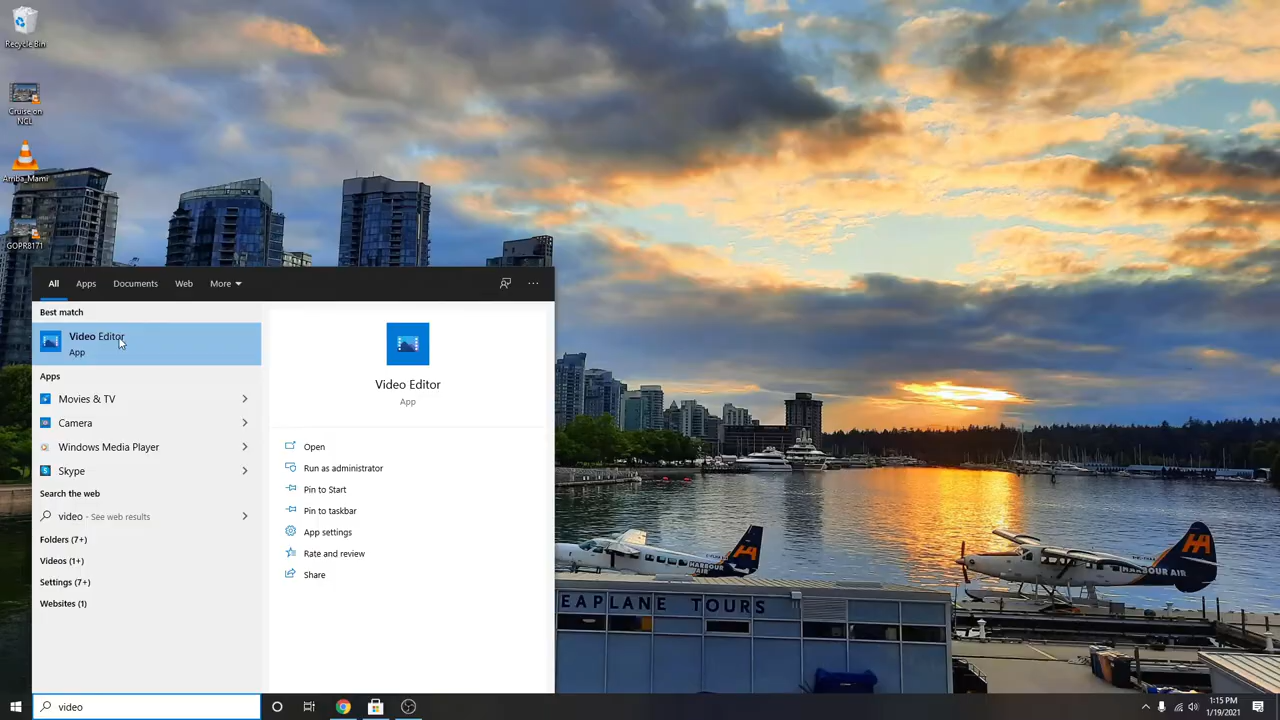 Recycle Bin
Cruise on
NCL
Arriba_Mami
GOPR8171
All
Apps
Documents
Web
More
Best match
Video Editor
App
Apps
Movies & TV
Camera
Windows Media Player
Skype
Search the web
video - See web results
Folders (7+)
Videos (1+)
Settings (7+)
Websites (1)
Video Editor
App
Open
Run as administrator
Pin to Start
Pin to taskbar
App settings
Rate and review
Share
HARBOUR AIR
HARBOUR AIR
EAPLANE TOURS
video
1:15 PM
1/19/2021